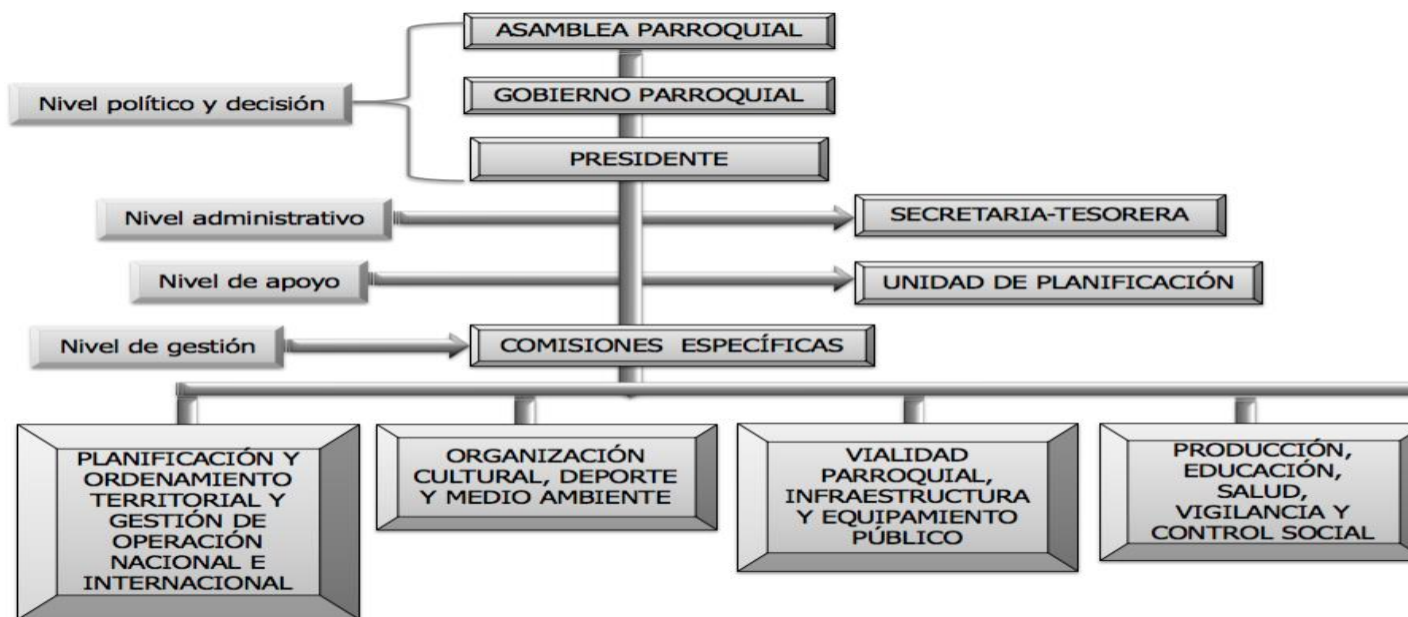 ASAMBLEA PARROQUIAL
Nivel político y decisión
GOBIERNO PARROQUIAL
PRESIDENTE
Nivel administrativo
SECRETARIA-TESORERA
Nivel de apoyo
UNIDAD DE PLANIFICACIÓN
Nivel de gestión
COMISIONES ESPECÍFICAS
PLANIFICACIÓN Y
ORDENAMIENTO
TERRITORIAL Y
GESTIÓN DE
OPERACIÓN
NACIONAL E
INTERNACIONAL
ORGANIZACIÓN
CULTURAL, DEPORTE
Y MEDIO AMBIENTE
VIALIDAD
PARROQUIAL,
INFRAESTRUCTURA
Y EQUIPAMIENTO
PÚBLICO
PRODUCCIÓN,
EDUCACIÓN,
SALUD,
VIGILANCIA Y
CONTROL SOCIAL